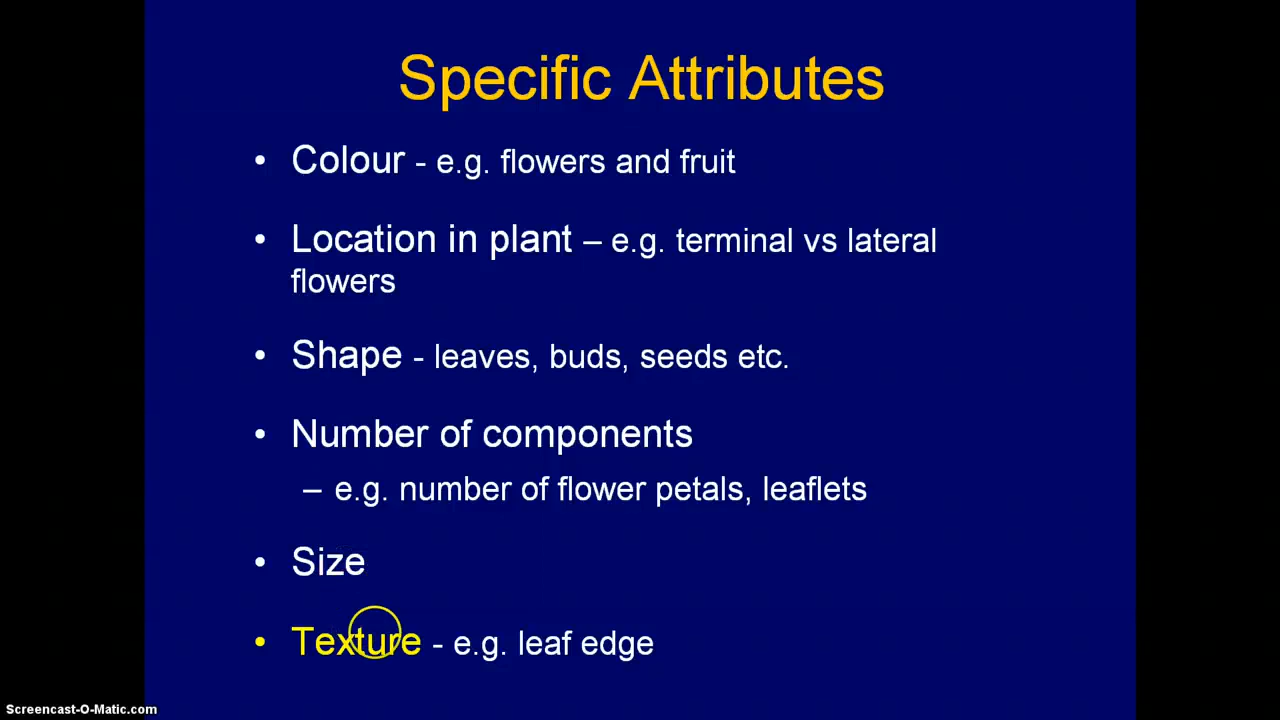 Specific Attributes
• Colour - e.g. flowers and fruit
• Location in plant – e.g. terminal vs lateral
flowers
• Shape - leaves, buds, seeds etc.
• Number of components
– e.g. number of flower petals, leaflets
• Size
• Texture - e.g. leaf edge
Screencast-O-Matic.com